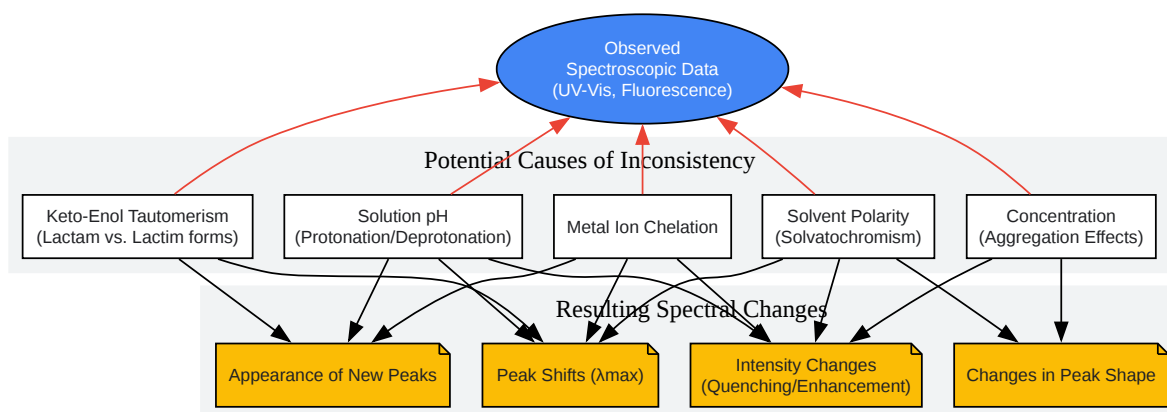 Observed
Spectroscopic Data
(UV-Vis, Fluorescence)
Potential Causes of Inconsistency
Keto-Enol Tautomerism
(Lactam vs. Lactim forms)
Solution pH
(Protonation/Deprotonation)
Metal Ion Chelation
Solvent Polarity
(Solvatochromism)
Concentration
(Aggregation Effects)
Resulting Spectral Changes
Appearance of New Peaks
Peak Shifts (λmax)
Intensity Changes
(Quenching/Enhancement)
Changes in Peak Shape